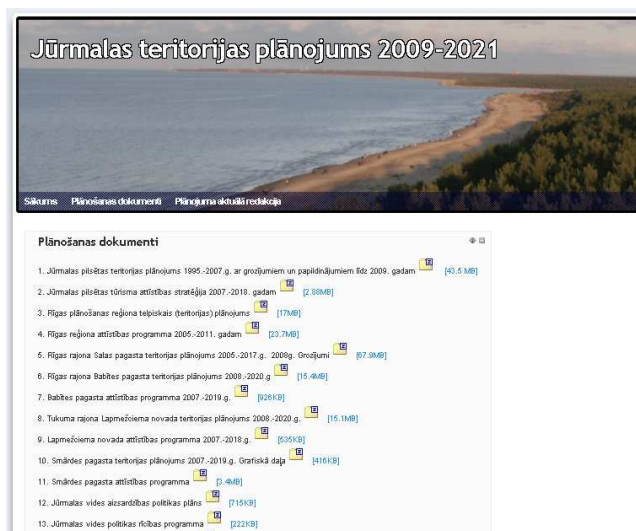 Jūrmalas teritorijas plānojums 2009-2021
Sākums Plānošanas dokumenti Plānojuma aktuālā redakcija
Plānošanas dokumenti
1. Jūrmalas pilsētas teritorijas plānojums 1995.-2007.g. ar grozījumiem un papildinājumiem līdz 2009. gadam [43.5 MB]
2. Jūrmalas pilsētas tūrisma attīstības stratēģija 2007.-2018. gadam [2.88MB]
3. Rīgas plānošanas reģiona telpiskais (teritorijas) plānojums [17MB]
4. Rīgas reģiona attīstības programma 2005.-2011. gadam [23.7MB]
5. Rīgas rajona Salas pagasta teritorijas plānojums 2005.-2017.g. 2008g. Grozījumi [67.9MB]
6. Rīgas rajona Babītes pagasta teritorijas plānojums 2008.-2020.g [15.4MB]
7. Babītes pagasta attīstības programma 2007.-2019.g. [926KB]
8. Tukuma rajona Lapmežciema novada teritorijas plānojums 2008.-2020.g. [15.1MB]
9. Lapmežciema novada attīstības programma 2007.-2018.g. [535KB]
10. Smārdes pagasta teritorijas plānojums 2007.-2019.g. Grafiskā daļa [416KB]
11. Smārdes pagasta attīstības programma [3.4MB]
12. Jūrmalas vides aizsardzības politikas plāns [715KB]
13. Jūrmalas vides politikas rīcības programma [222KB]